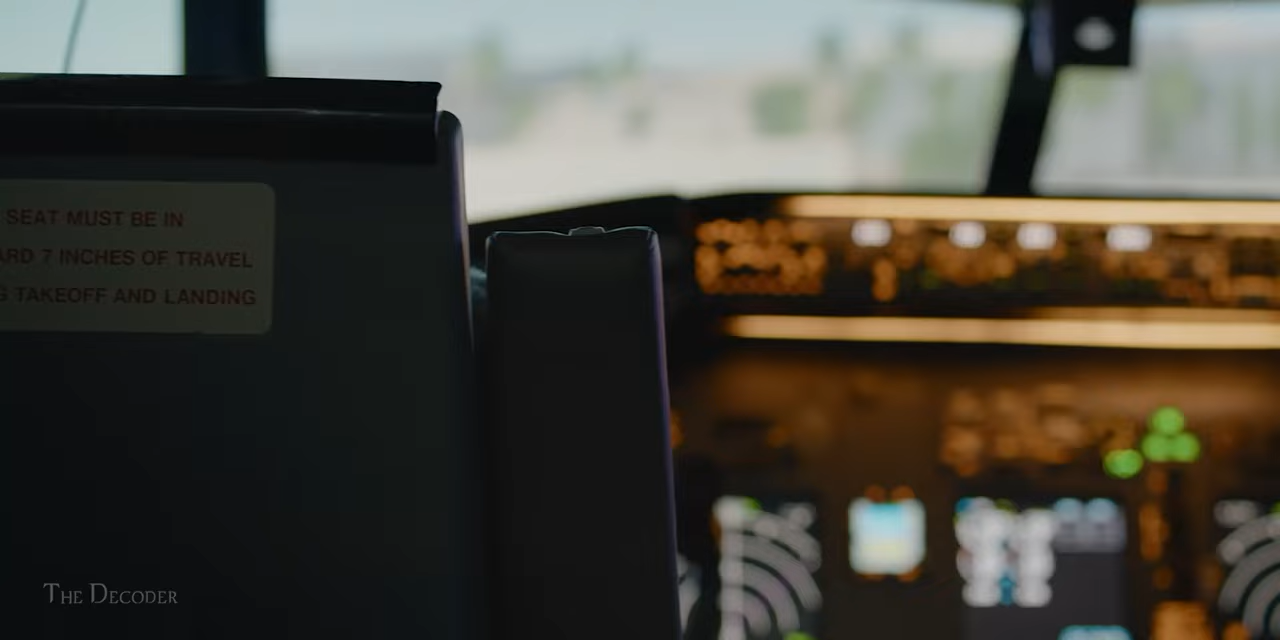 SEAT MUST BE IN
ARD 7 INCHES OF TRAVEL
G TAKEOFF AND LANDING
THE DECODER